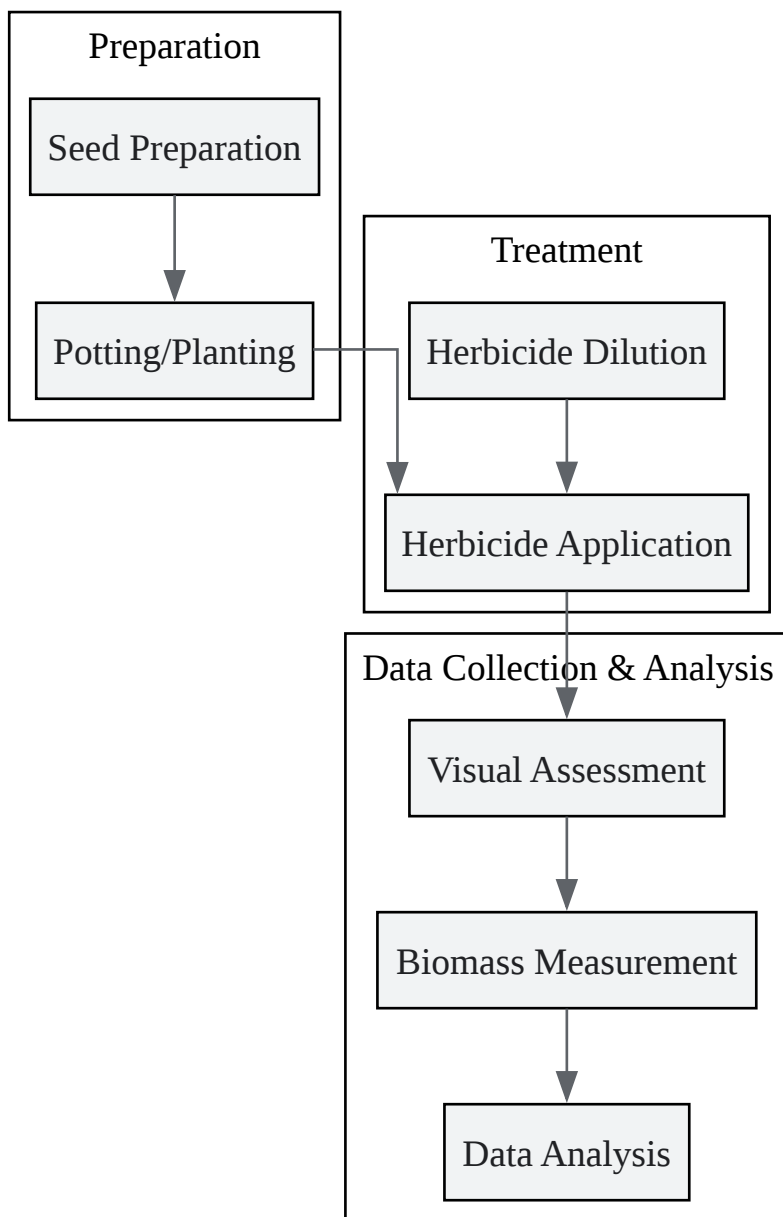 Preparation
Seed Preparation
Potting/Planting
Treatment
Herbicide Dilution
Herbicide Application
Data Collection & Analysis
Visual Assessment
Biomass Measurement
Data Analysis